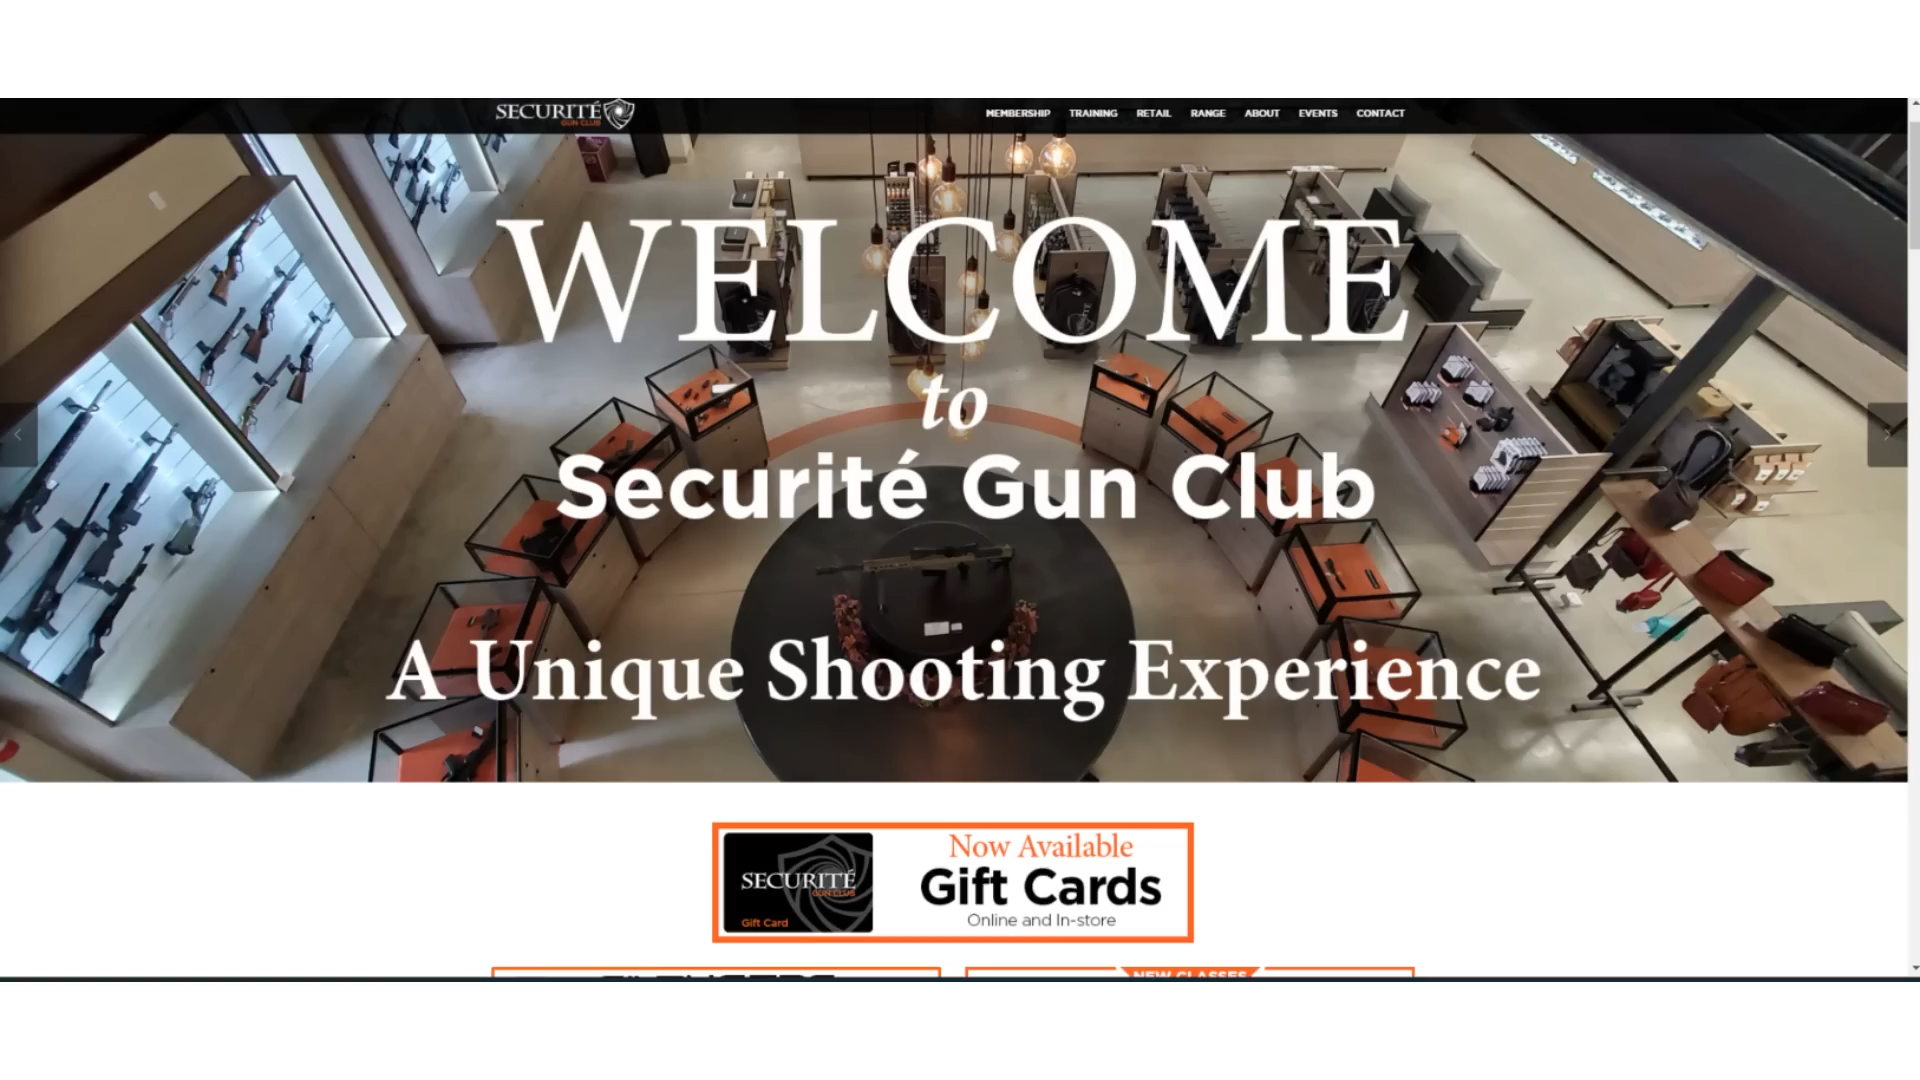 SECURITÉ
GUN CLUB
MEMBERSHIP TRAINING RETAIL RANGE ABOUT EVENTS CONTACT
WELCOME
to
Securité Gun Club
A Unique Shooting Experience
SECURITÉ
GUN CLUB
Gift Card
Now Available
Gift Cards
Online and In-store
NEW CLASSES